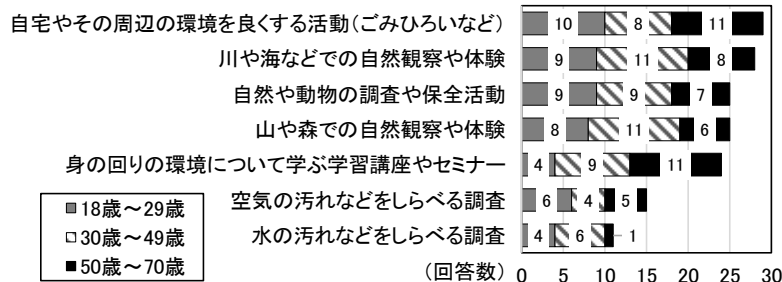 自宅やその周辺の環境を良くする活動(ごみひろいなど) 10 8 11
川や海などでの自然観察や体験 9 11 8
自然や動物の調査や保全活動 9 9 7
山や森での自然観察や体験 8 11 6
身の回りの環境について学ぶ学習講座やセミナー 4 9 11
空気の汚れなどをしらべる調査 6 4 5
水の汚れなどをしらべる調査 4 6 1
18歳～29歳
30歳～49歳
50歳～70歳
(回答数) 0 5 10 15 20 25 30